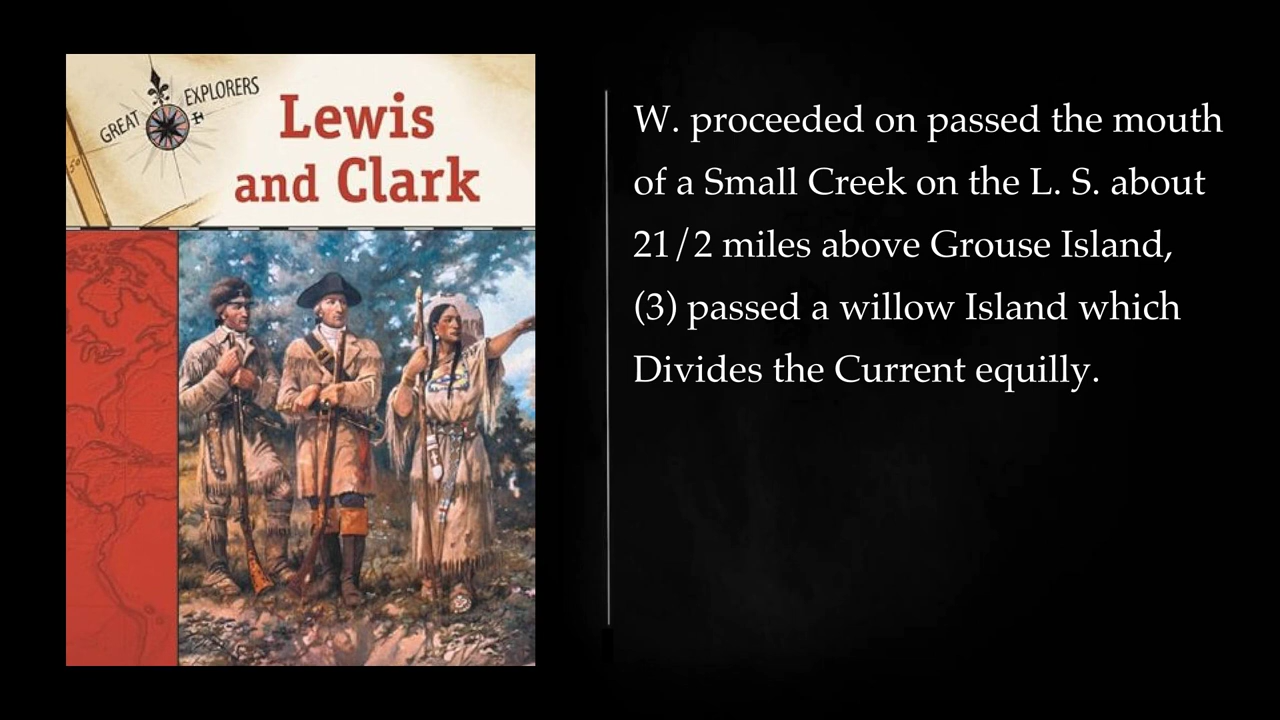 GREAT EXPLORERS
Lewis
and Clark
50
W. proceeded on passed the mouth
of a Small Creek on the L. S. about
21/2 miles above Grouse Island,
(3) passed a willow Island which
Divides the Current equilly.